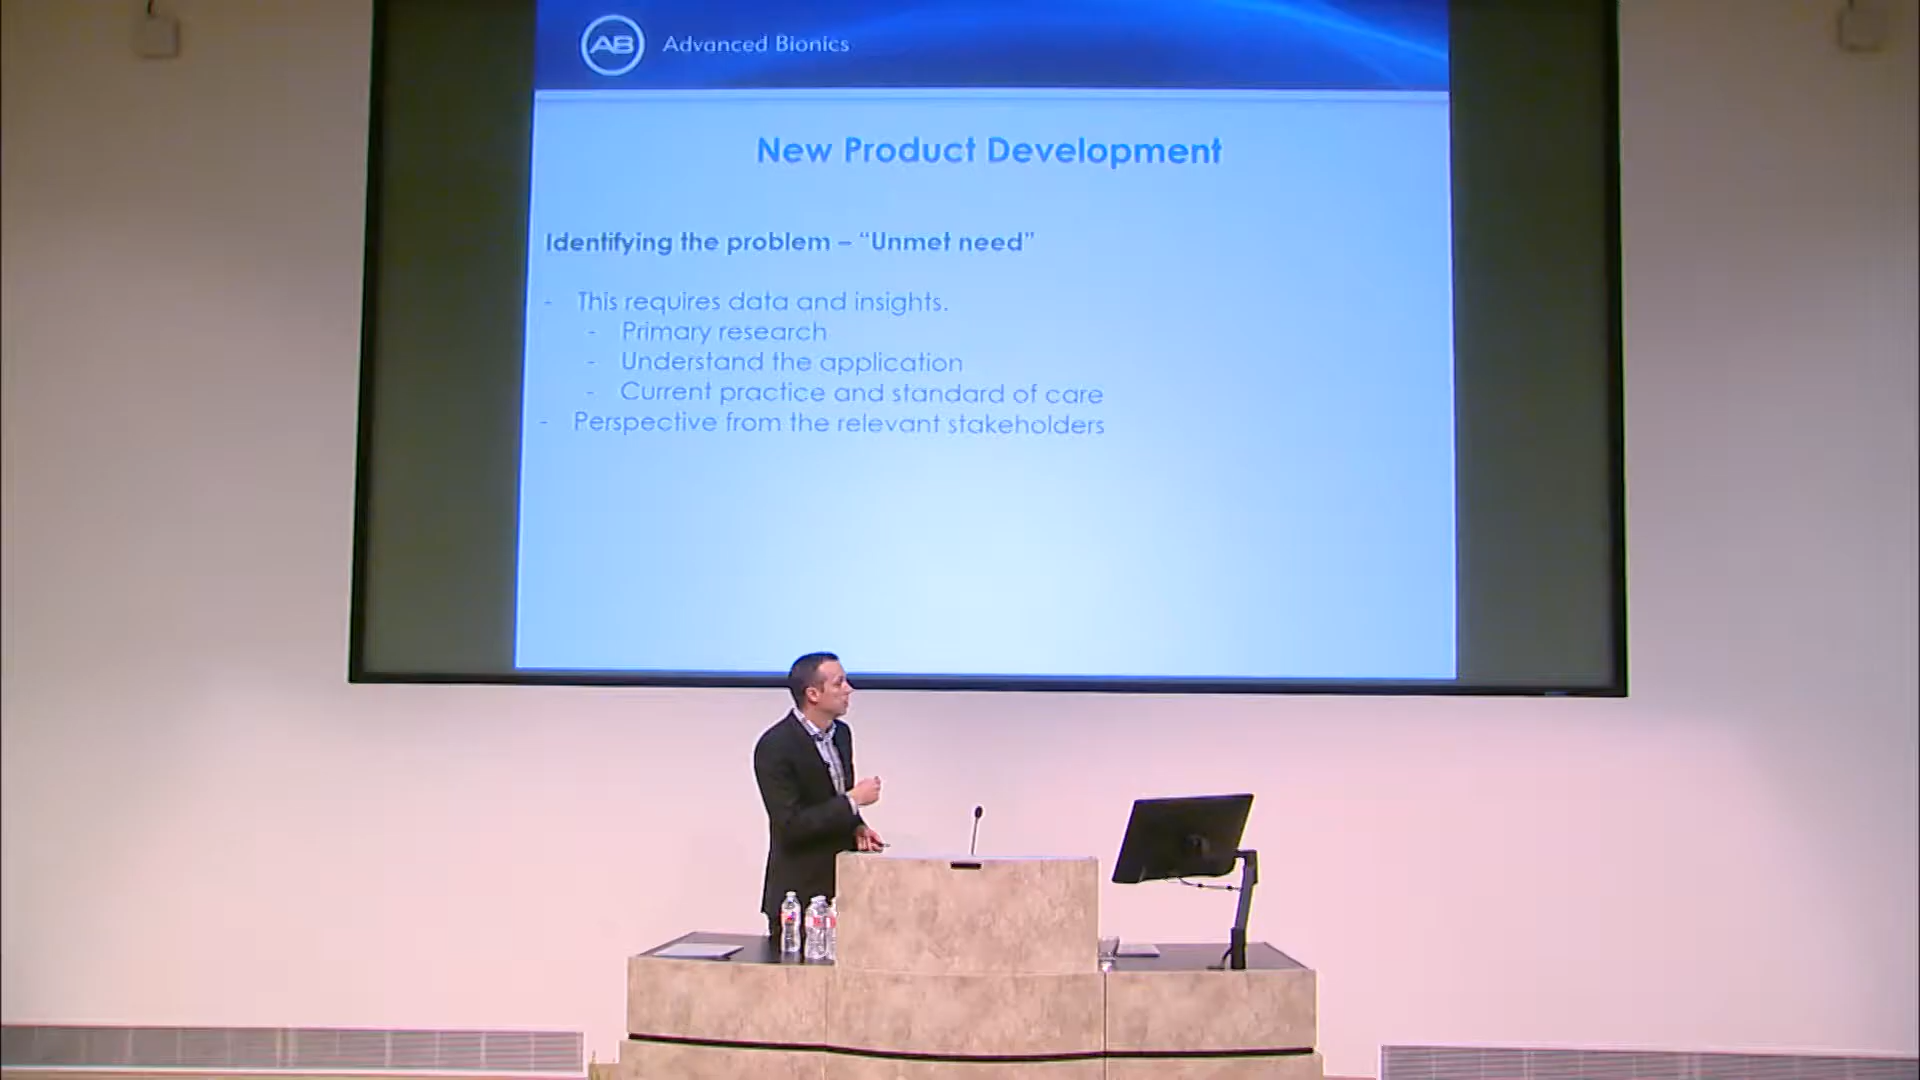 AB Advanced Bionics
New Product Development
Identifying the problem – “Unmet need”
- This requires data and insights.
- Primary research
- Understand the application
- Current practice and standard of care
- Perspective from the relevant stakeholders